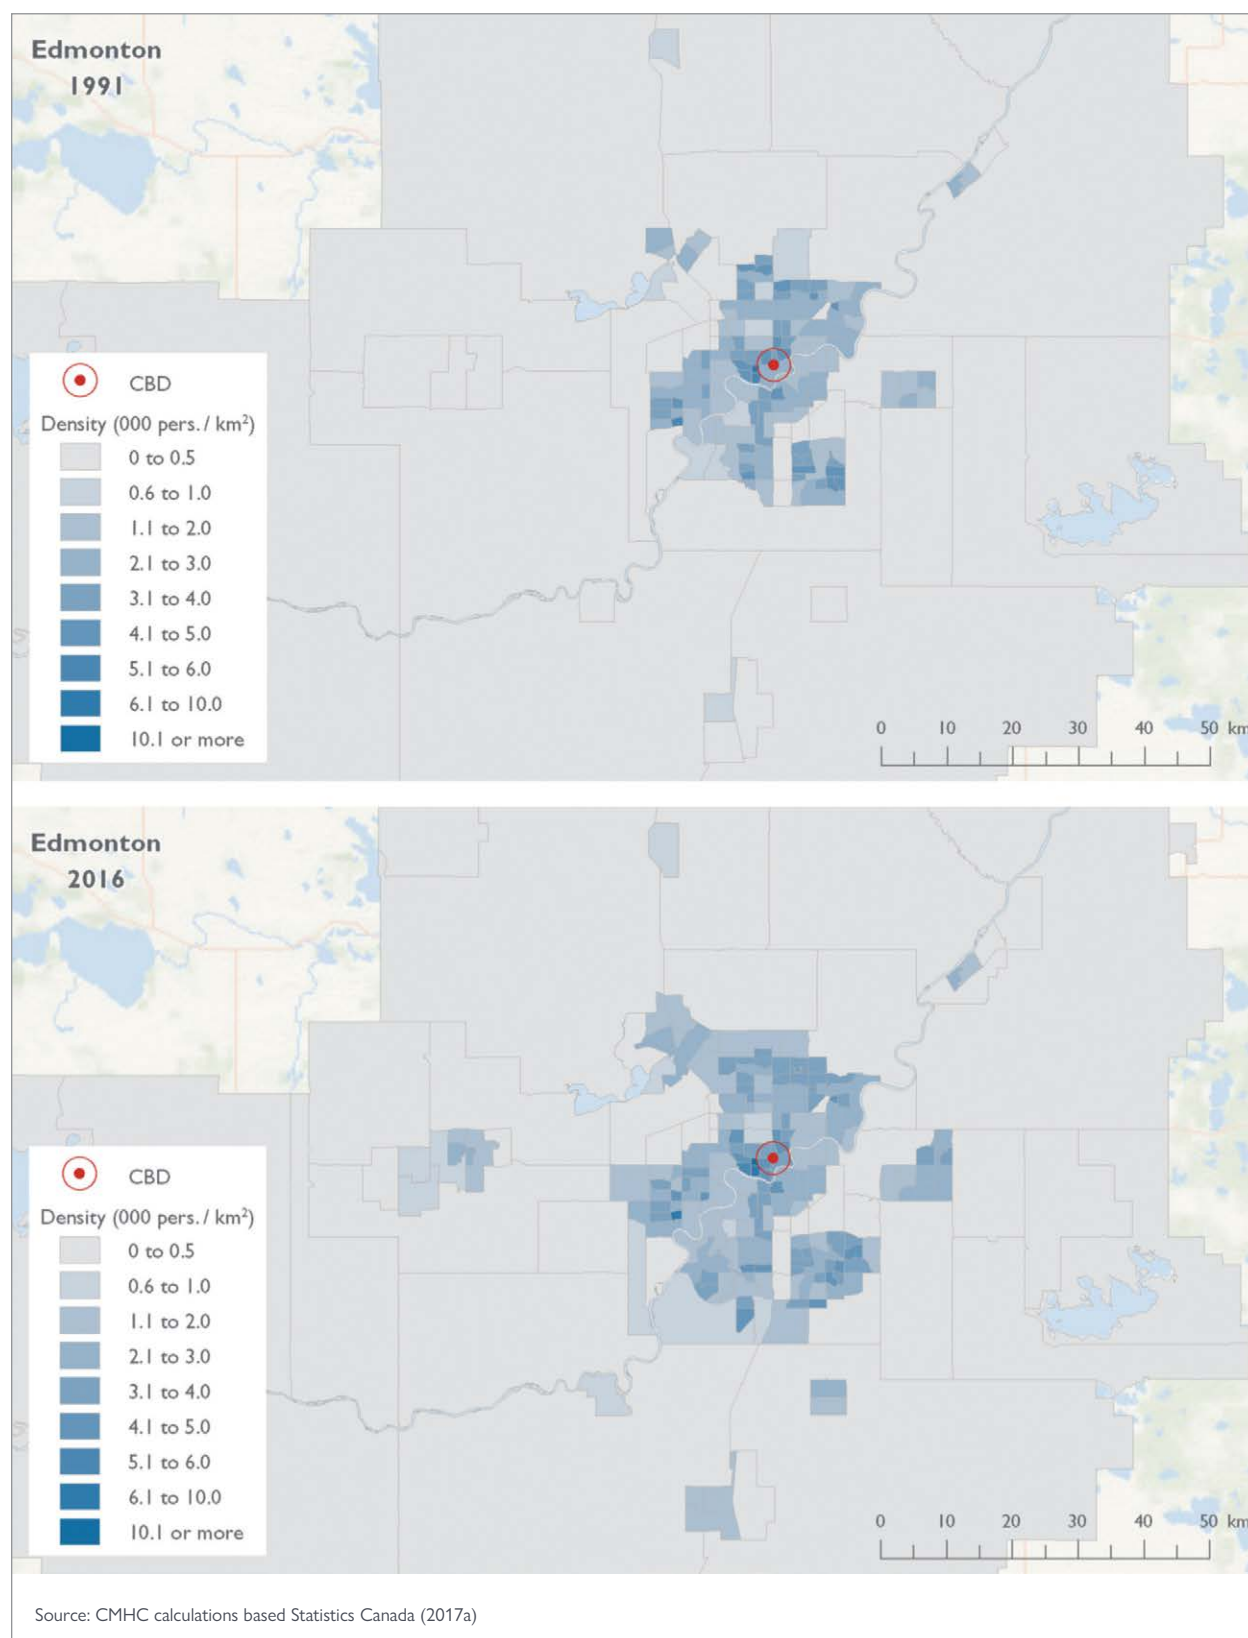 Edmonton
1991
CBD
Density (000 pers. / km²)
0 to 0.5
0.6 to 1.0
1.1 to 2.0
2.1 to 3.0
3.1 to 4.0
4.1 to 5.0
5.1 to 6.0
6.1 to 10.0
10.1 or more
0 10 20 30 40 50 km
Edmonton
2016
CBD
Density (000 pers. / km²)
0 to 0.5
0.6 to 1.0
1.1 to 2.0
2.1 to 3.0
3.1 to 4.0
4.1 to 5.0
5.1 to 6.0
6.1 to 10.0
10.1 or more
0 10 20 30 40 50 km
Source: CMHC calculations based Statistics Canada (2017a)